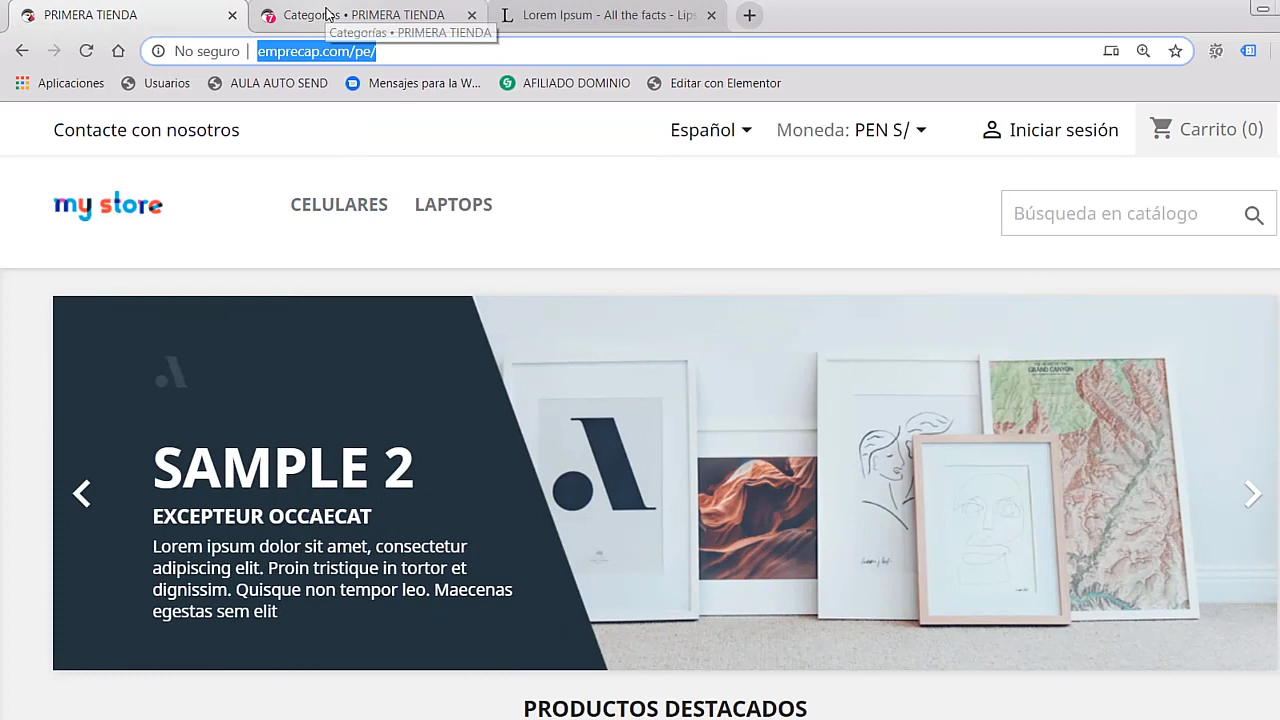 PRIMERA TIENDA
Categorías • PRIMERA TIENDA
Lorem Ipsum - All the facts - Lips
Categorías • PRIMERA TIENDA
No seguro
emprecap.com/pe/
Aplicaciones
Usuarios
AULA AUTO SEND
Mensajes para la W...
AFILIADO DOMINIO
Editar con Elementor
Contacte con nosotros
Español
Moneda: PEN S/
Iniciar sesión
Carrito (0)
my store
CELULARES
LAPTOPS
Búsqueda en catálogo
SAMPLE 2
EXCEPTEUR OCCAECAT
Lorem ipsum dolor sit amet, consectetur
adipiscing elit. Proin tristique in tortor et
dignissim. Quisque non tempor leo. Maecenas
egestas sem elit
GRAND CANYON
PRODUCTOS DESTACADOS